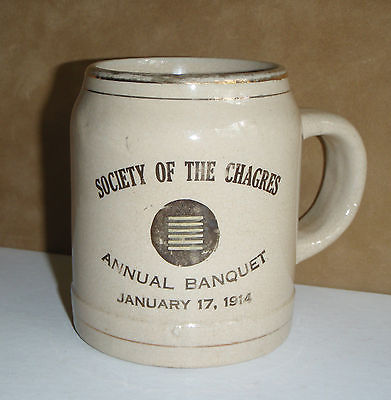 SOCIETY OF THE CHAGRES
ANNUAL BANQUET
JANUARY 17, 1914